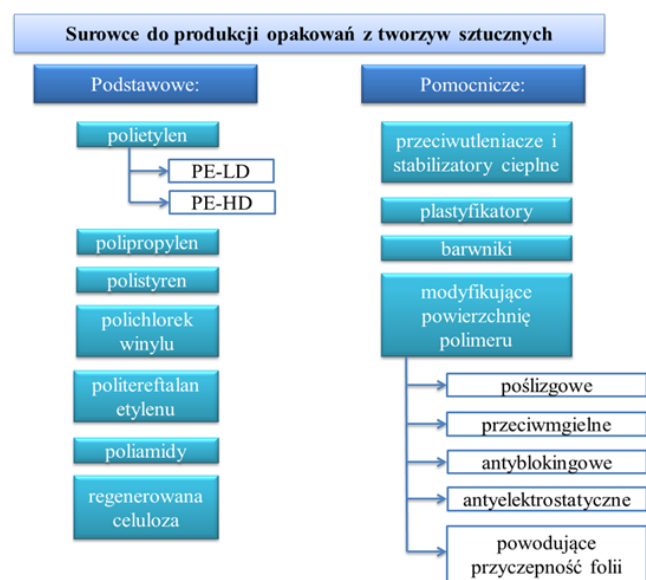 Surowce do produkcji opakowań z tworzyw sztucznych
Podstawowe:
polietylen
PE-LD
PE-HD
polipropylen
polistyren
polichlorek
winylu
politereftalan
etylenu
poliamidy
regenerowana
celuloza
Pomocnicze:
przeciwutleniacze i
stabilizatory cieplne
plastyfikatory
barwniki
modyfikujące
powierzchnię
polimeru
poślizgowe
przeciwmgielne
antyblokingowe
antyelektrostatyczne
powodujące
przyczepność folii